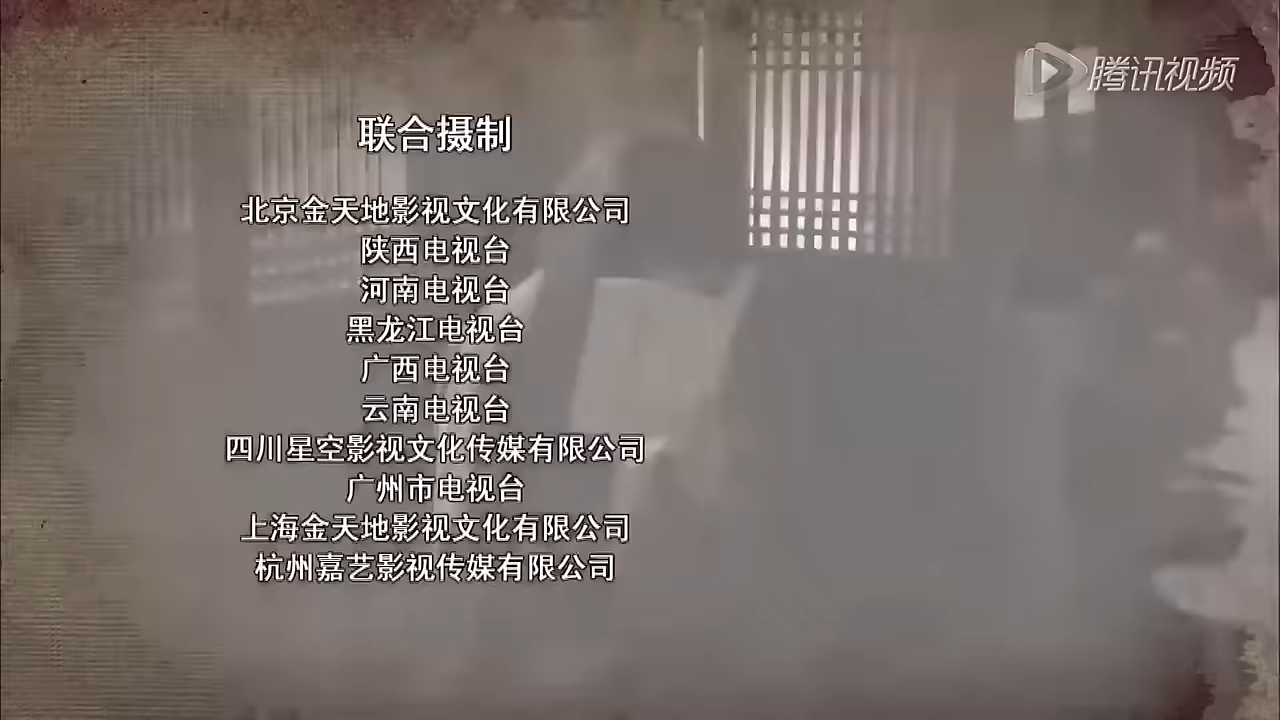 腾讯视频
联合摄制
北京金天地影视文化有限公司
陕西电视台
河南电视台
黑龙江电视台
广西电视台
云南电视台
四川星空影视文化传媒有限公司
广州市电视台
上海金天地影视文化有限公司
杭州嘉艺影视传媒有限公司